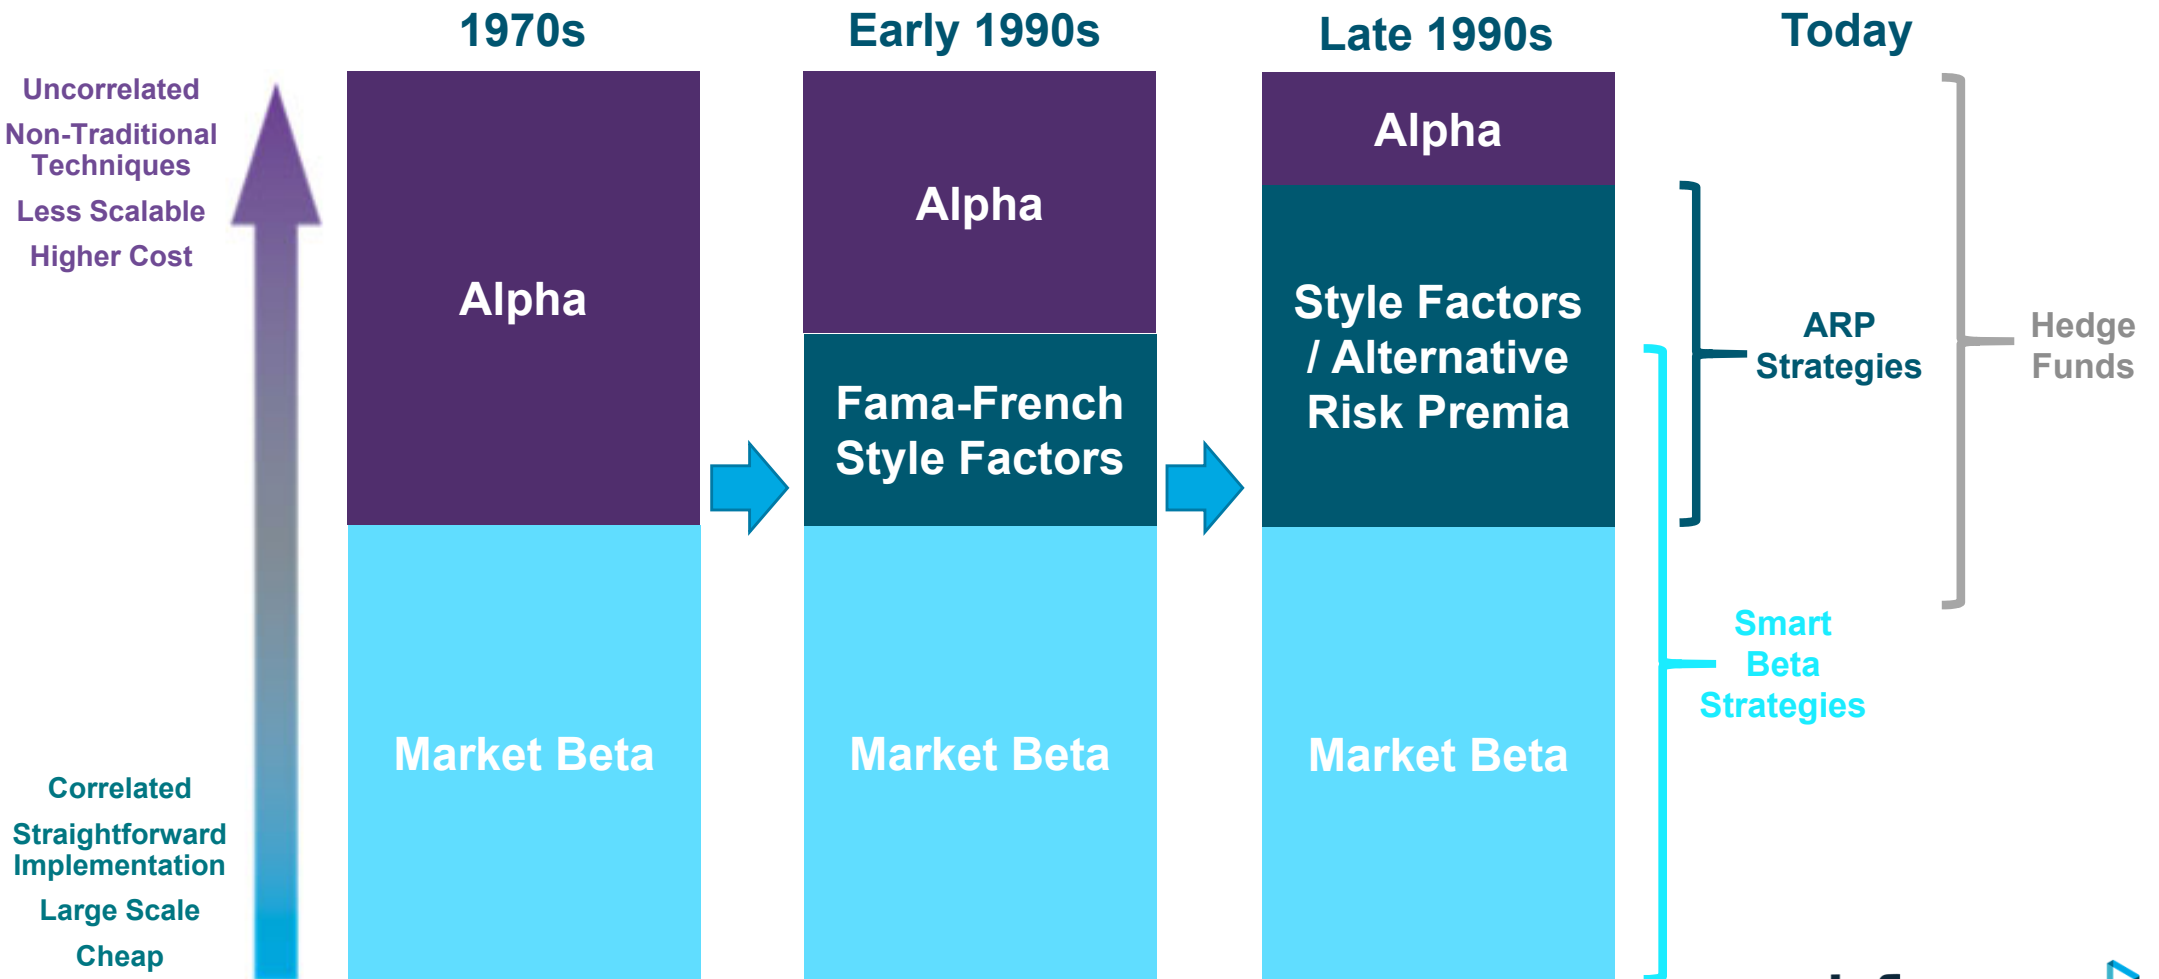 1970s
Early 1990s
Late 1990s
Today
Uncorrelated
Non-Traditional
Techniques
Less Scalable
Higher Cost
Correlated
Straightforward
Implementation
Large Scale
Cheap
Alpha
Market Beta
Alpha
Fama-French
Style Factors
Market Beta
Alpha
Style Factors
/ Alternative
Risk Premia
Market Beta
ARP
Strategies
Smart
Beta
Strategies
Hedge
Funds